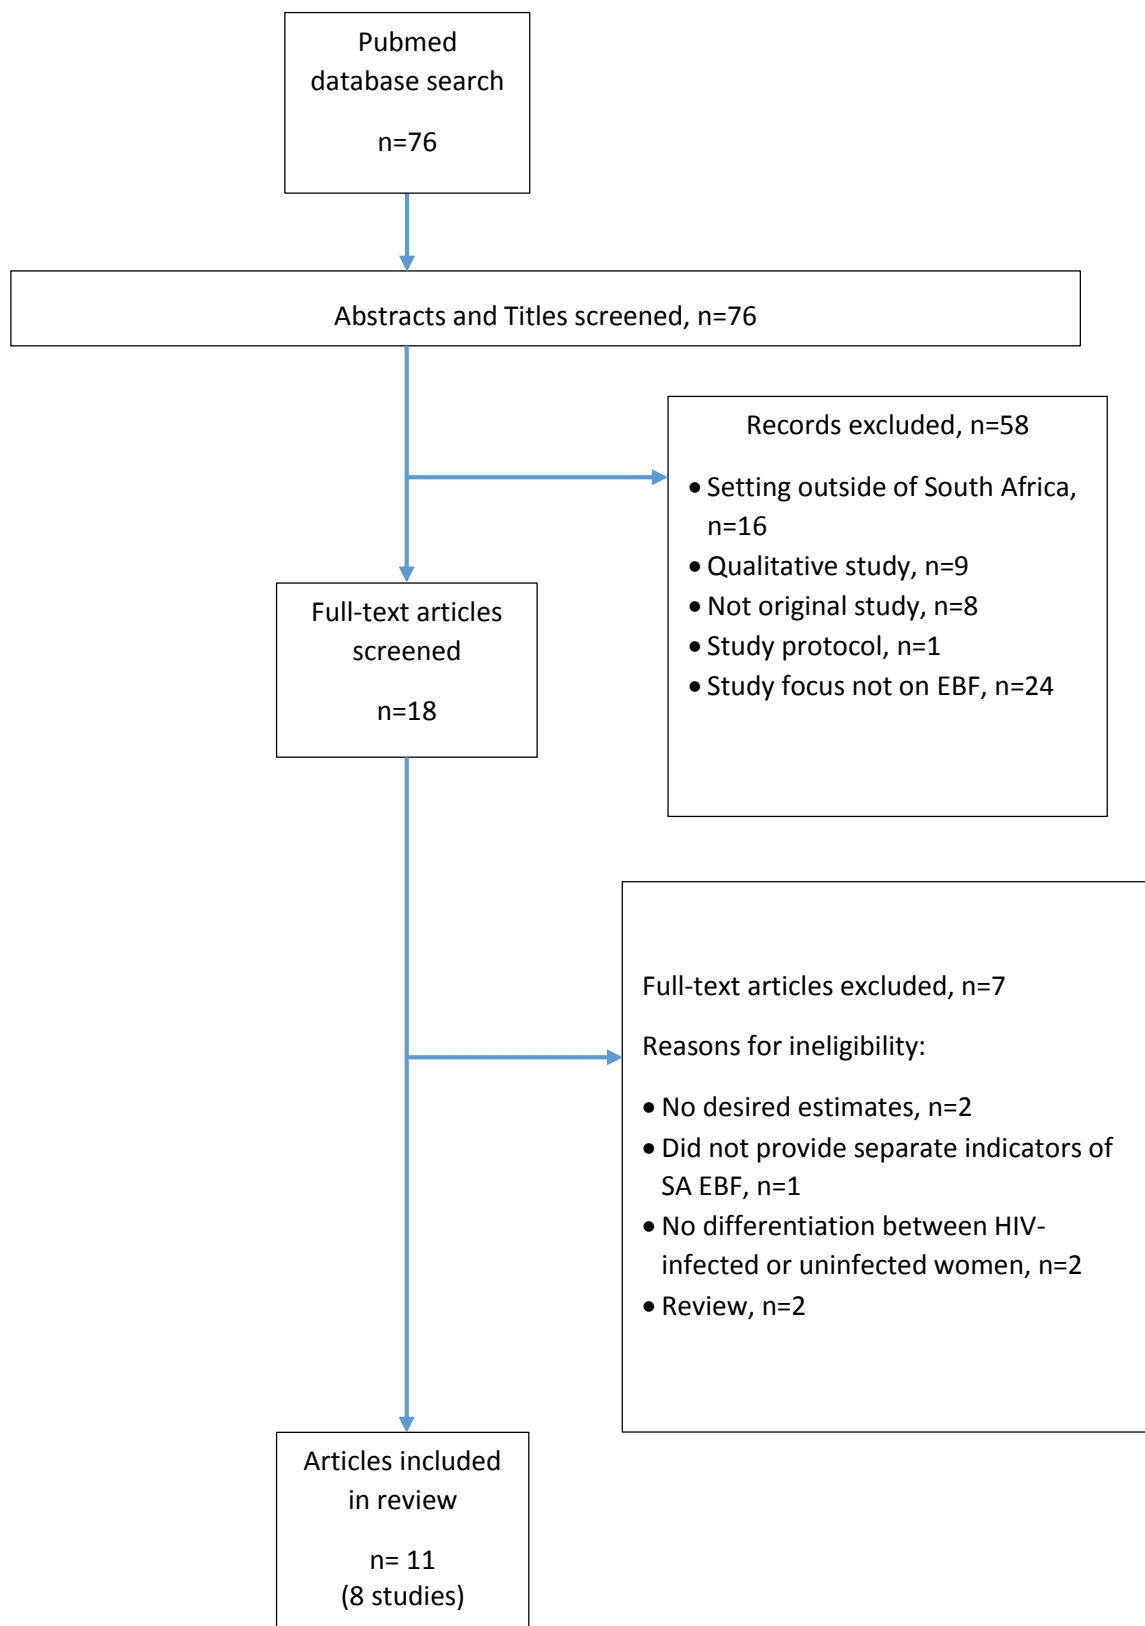 Pubmed
database search
n=76
Abstracts and Titles screened, n=76
Records excluded, n=58
• Setting outside of South Africa,
n=16
• Qualitative study, n=9
• Not original study, n=8
• Study protocol, n=1
• Study focus not on EBF, n=24
Full-text articles
screened
n=18
Full-text articles excluded, n=7
Reasons for ineligibility:
• No desired estimates, n=2
• Did not provide separate indicators of
SA EBF, n=1
• No differentiation between HIV-
infected or uninfected women, n=2
• Review, n=2
Articles included
in review
n= 11
(8 studies)